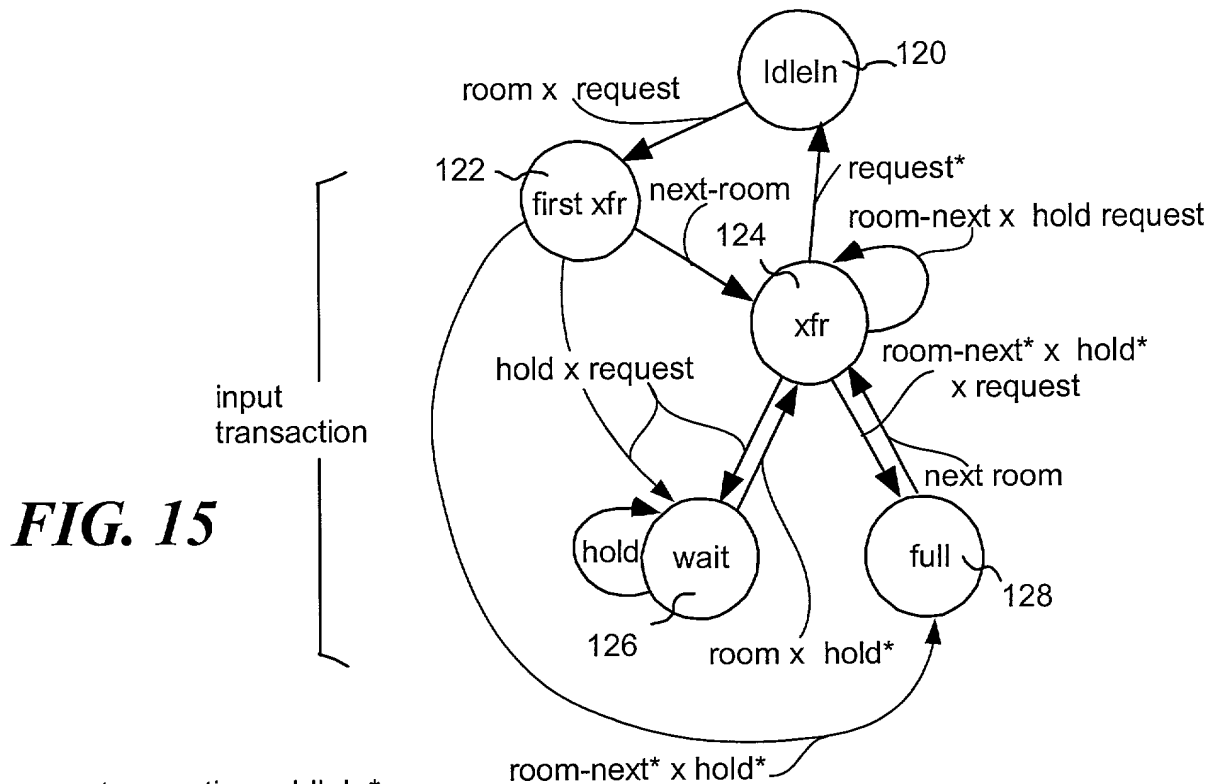 IdleIn
120
room x request
122
first xfr
next-room
124
request*
room-next x hold request
xfr
hold x request
room-next* x hold*
x request
input
transaction
next room
FIG. 15
hold
wait
full
128
126
room x hold*
room-next* x hold*